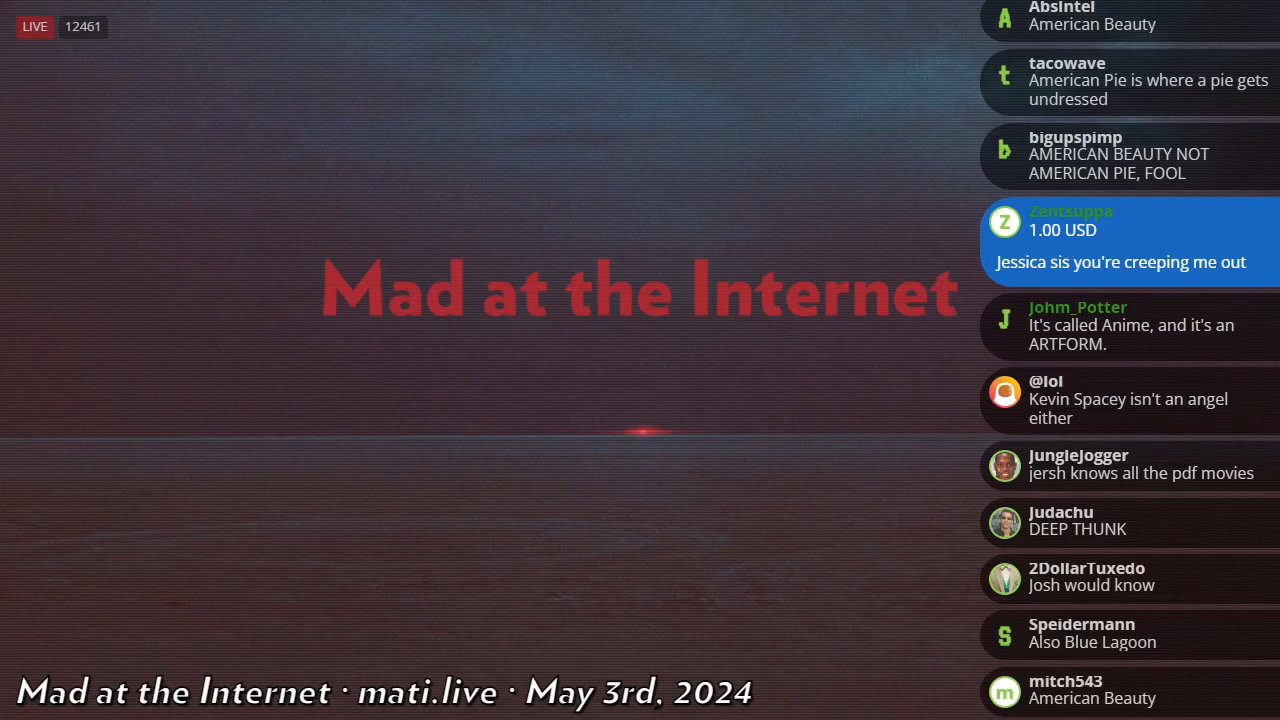 LIVE 12461
AbsIntel
American Beauty
tacowave
American Pie is where a pie gets
undressed
bigupspimp
AMERICAN BEAUTY NOT
AMERICAN PIE, FOOL
Z
Zentsuppa
1.00 USD
Jessica sis you're creeping me out
Mad at the Internet
Johm_Potter
It's called Anime, and it's an
ARTFORM.
@lol
Kevin Spacey isn't an angel
either
JungleJogger
jersh knows all the pdf movies
Judachu
DEEP THUNK
2DollarTuxedo
Josh would know
Speidermann
Also Blue Lagoon
mitch543
American Beauty
Mad at the Internet · mati.live · May 3rd, 2024